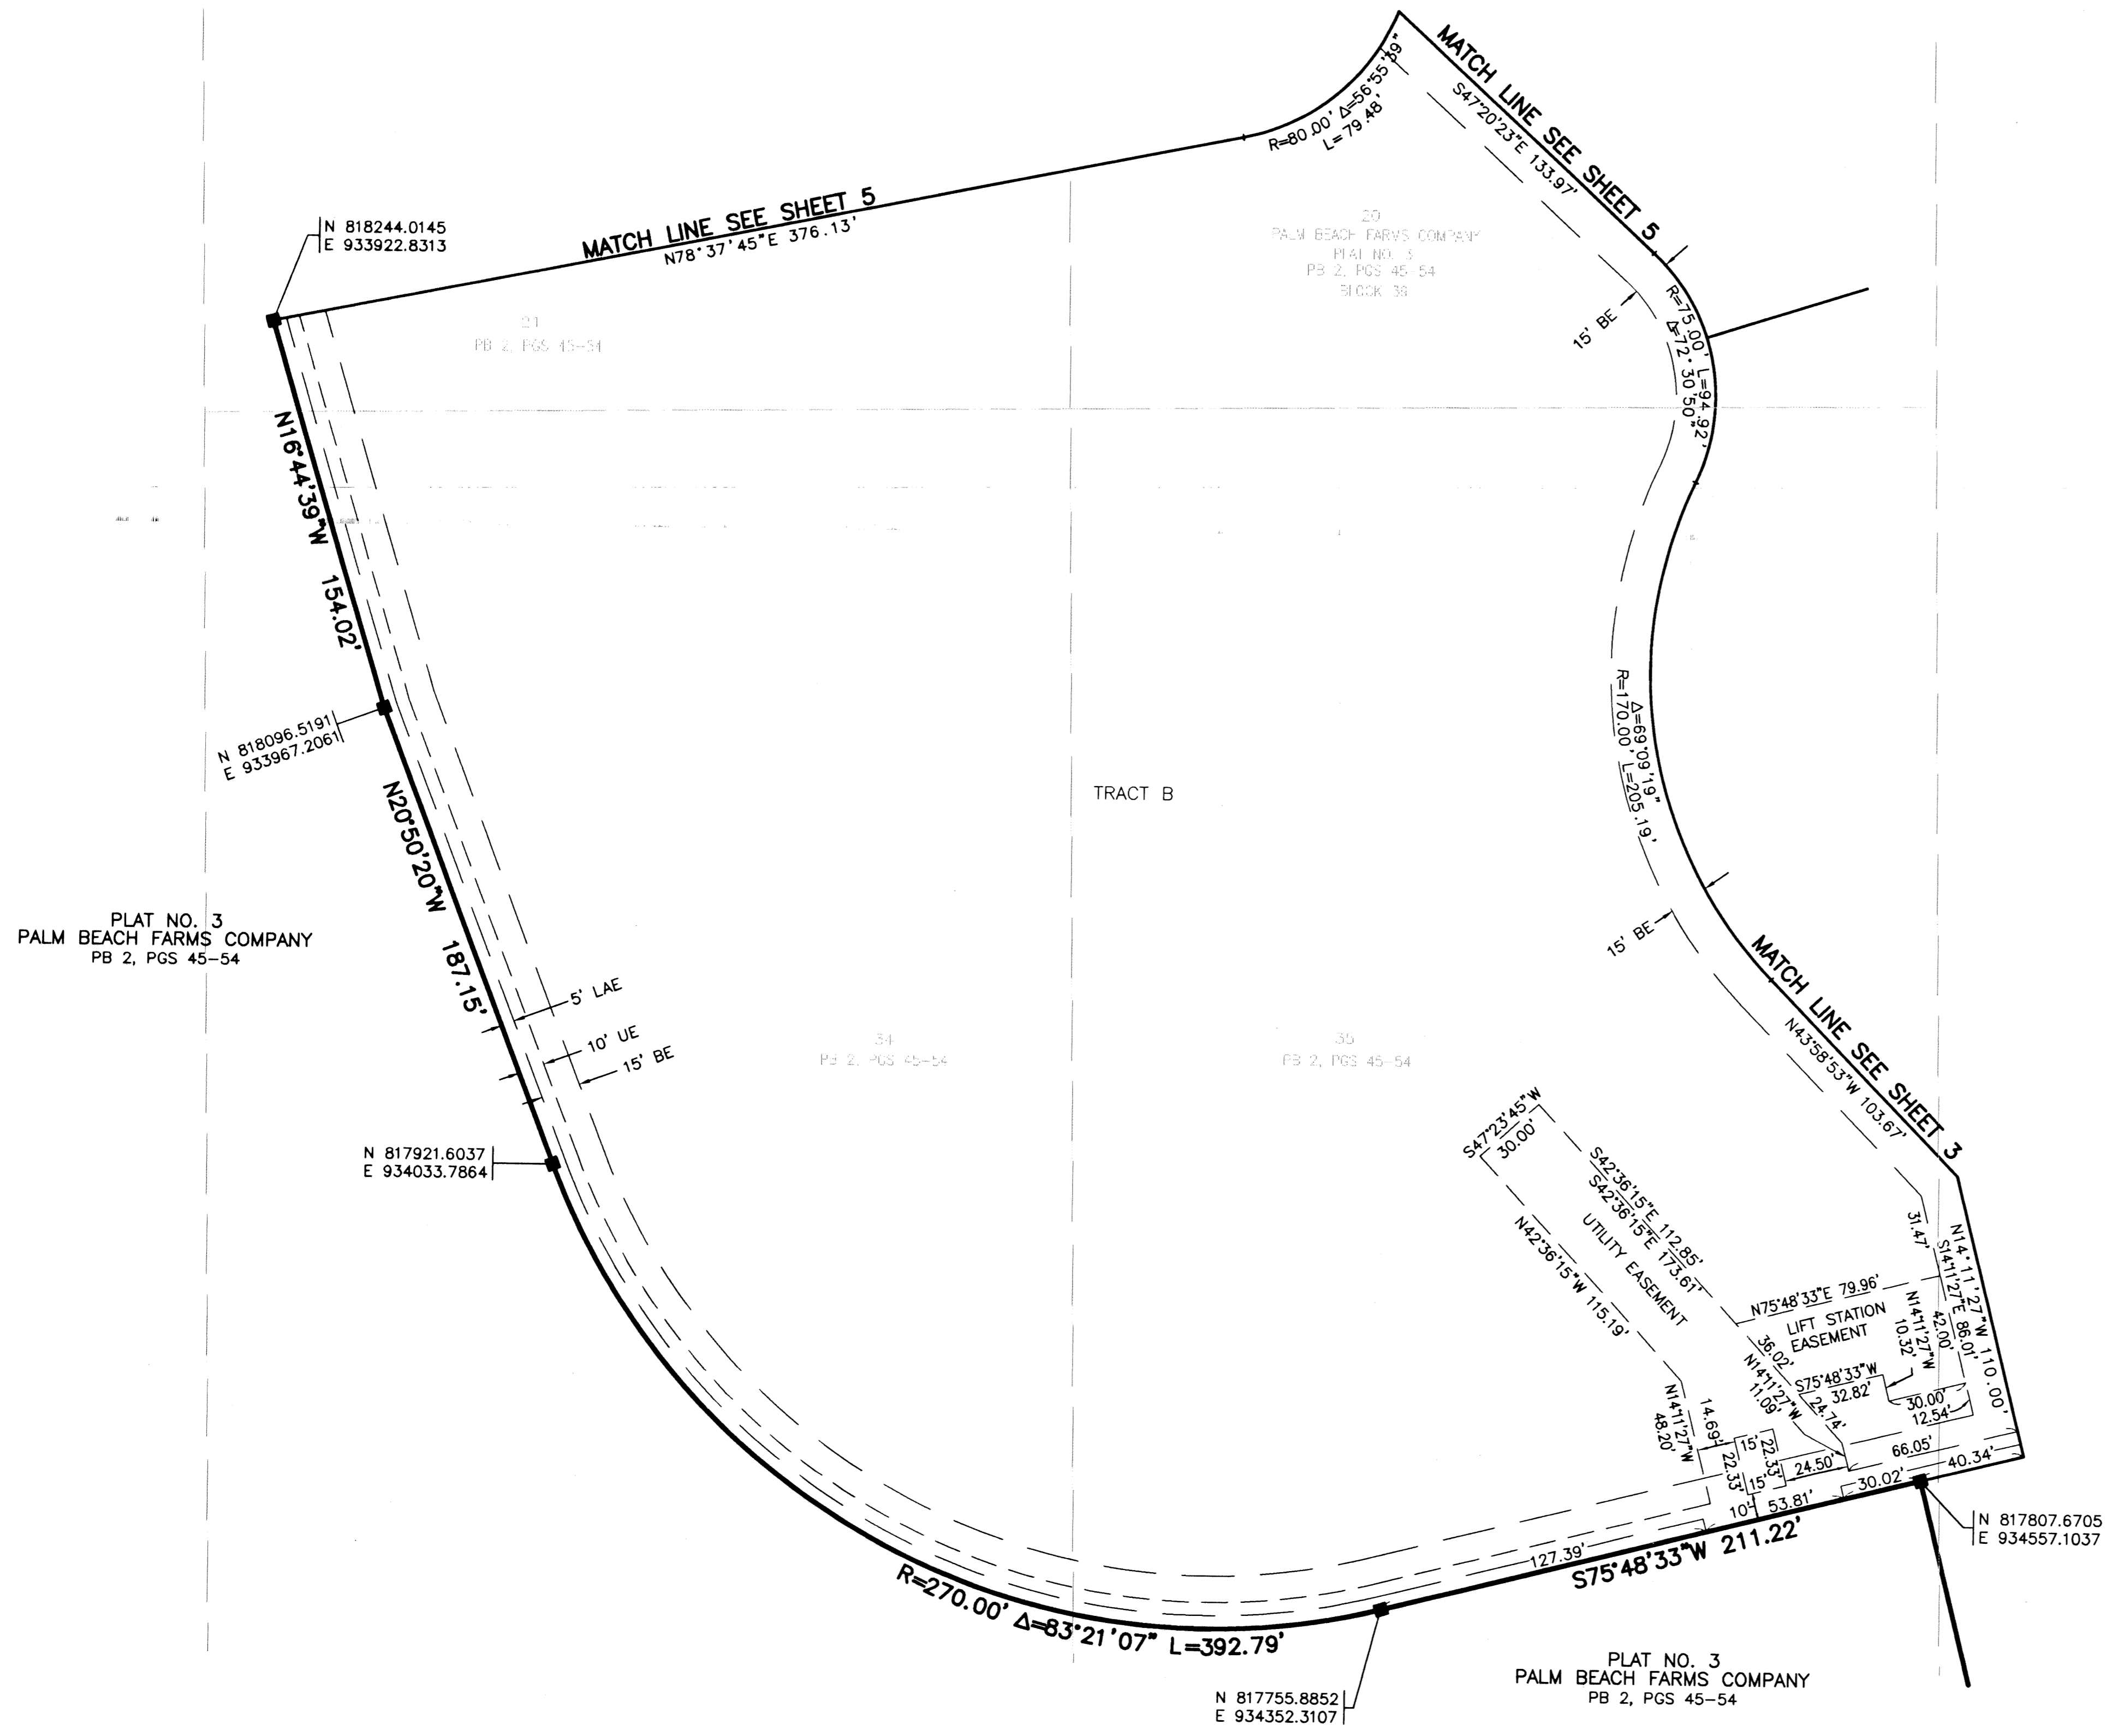 MATCH LINE SEE SHEET 5
S47°20'23"E 133.97'
R=80.00' Δ=56°55'39"
L=79.48'
MATCH LINE SEE SHEET 5
N78°37'45"E 376.13'
N 818244.0145
E 933922.8313
20
PALM BEACH FARMS COMPANY
PLAT NO. 3
PB 2, PGS 45-54
BLOCK 39
21
PB 2, PGS 45-54
15' BE
R=75.00' L=94.92'
Δ=72°30'50"
N16°44'39"W 154.02'
N 818096.5191
E 933967.2061
Δ=69°09'19"
R=170.00' L=205.19'
TRACT B
N20°50'20"W 187.15'
PLAT NO. 3
PALM BEACH FARMS COMPANY
PB 2, PGS 45-54
15' BE
MATCH LINE SEE SHEET 3
N43°58'53"W 103.67'
5' LAE
10' UE
15' BE
34
PB 2, PGS 45-54
35
PB 2, PGS 45-54
N 817921.6037
E 934033.7864
S47°23'45"W
30.00'
S42°36'15"E 112.85'
S42°36'15"E 173.61'
UTILITY EASEMENT
N42°36'15"W 115.19'
31.47'
N14°11'27"W 110.00'
S14°11'27"E 86.01'
42.00'
N14°11'27"W
10.32'
N75°48'33"E 79.96'
LIFT STATION
EASEMENT
36.02'
N14°11'27"W
11.09'
S75°48'33"W
32.82'
24.74'
30.00'
12.54'
N14°11'27"W
48.20'
14.69'
15'
22.33'
22.33'
15'
24.50'
66.05'
40.34'
30.02'
10'
53.81'
127.39'
S75°48'33"W 211.22'
N 817807.6705
E 934557.1037
R=270.00' Δ=83°21'07" L=392.79'
N 817755.8852
E 934352.3107
PLAT NO. 3
PALM BEACH FARMS COMPANY
PB 2, PGS 45-54